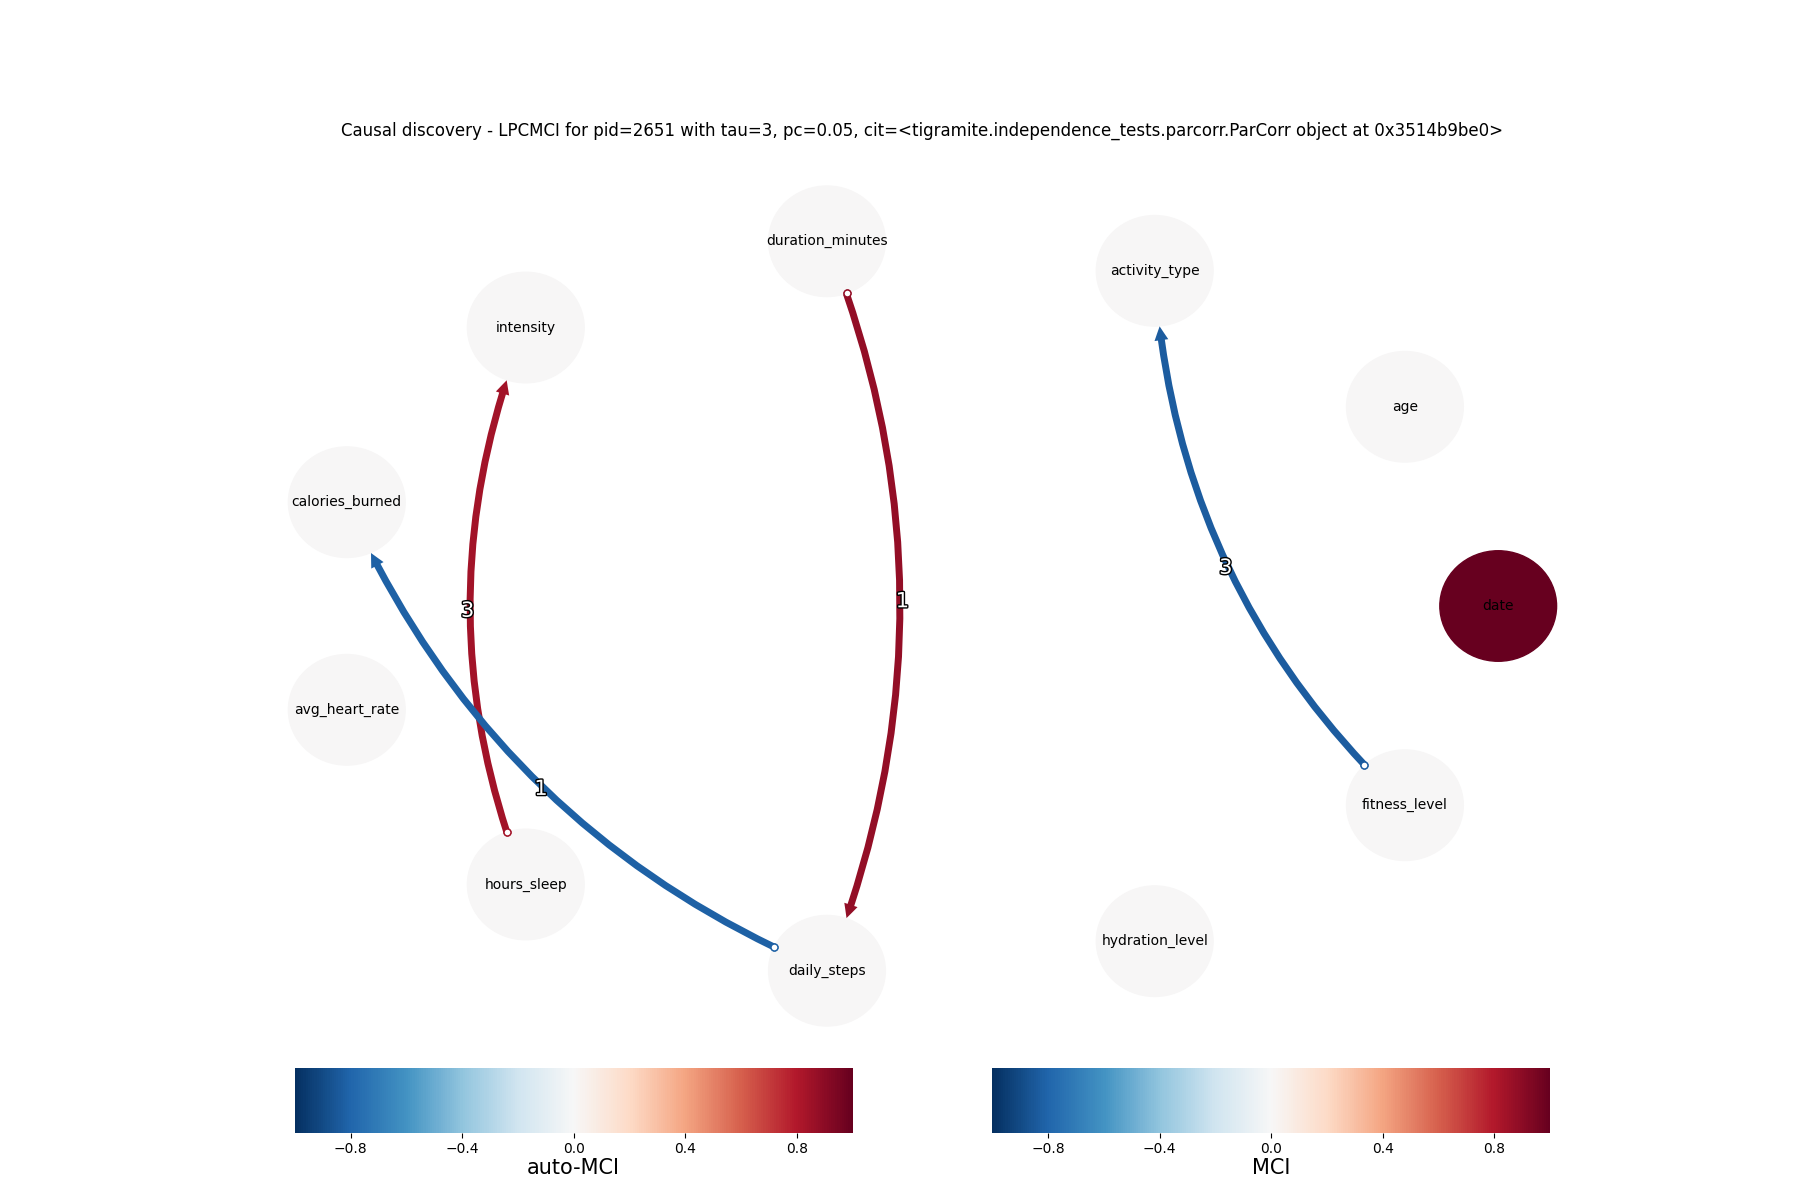 Causal discovery - LPCMCI for pid=2651 with tau=3, pc=0.05, cit=<tigramite.independence_tests.parcorr.ParCorr object at 0x3514b9be0>
duration_minutes
activity_type
intensity
age
calories_burned
3
date
3
1
avg_heart_rate
1
fitness_level
hours_sleep
hydration_level
daily_steps
−0.8 −0.4 0.0 0.4 0.8
auto-MCI
−0.8 −0.4 0.0 0.4 0.8
MCI